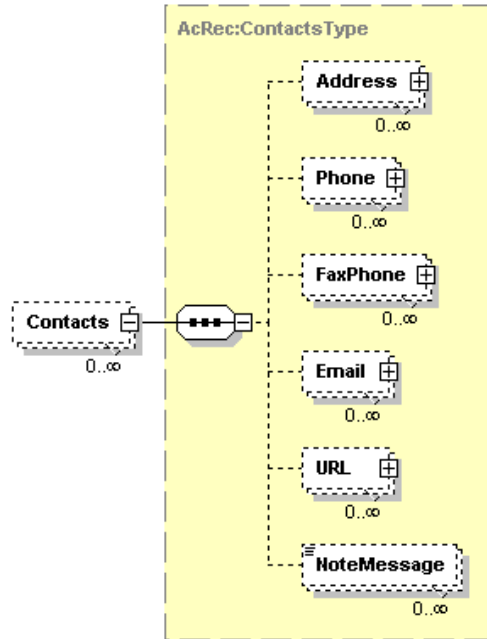 AcRec:ContactsType
Address
0..∞
Phone
0..∞
FaxPhone
0..∞
Contacts
0..∞
Email
0..∞
URL
0..∞
NoteMessage
0..∞